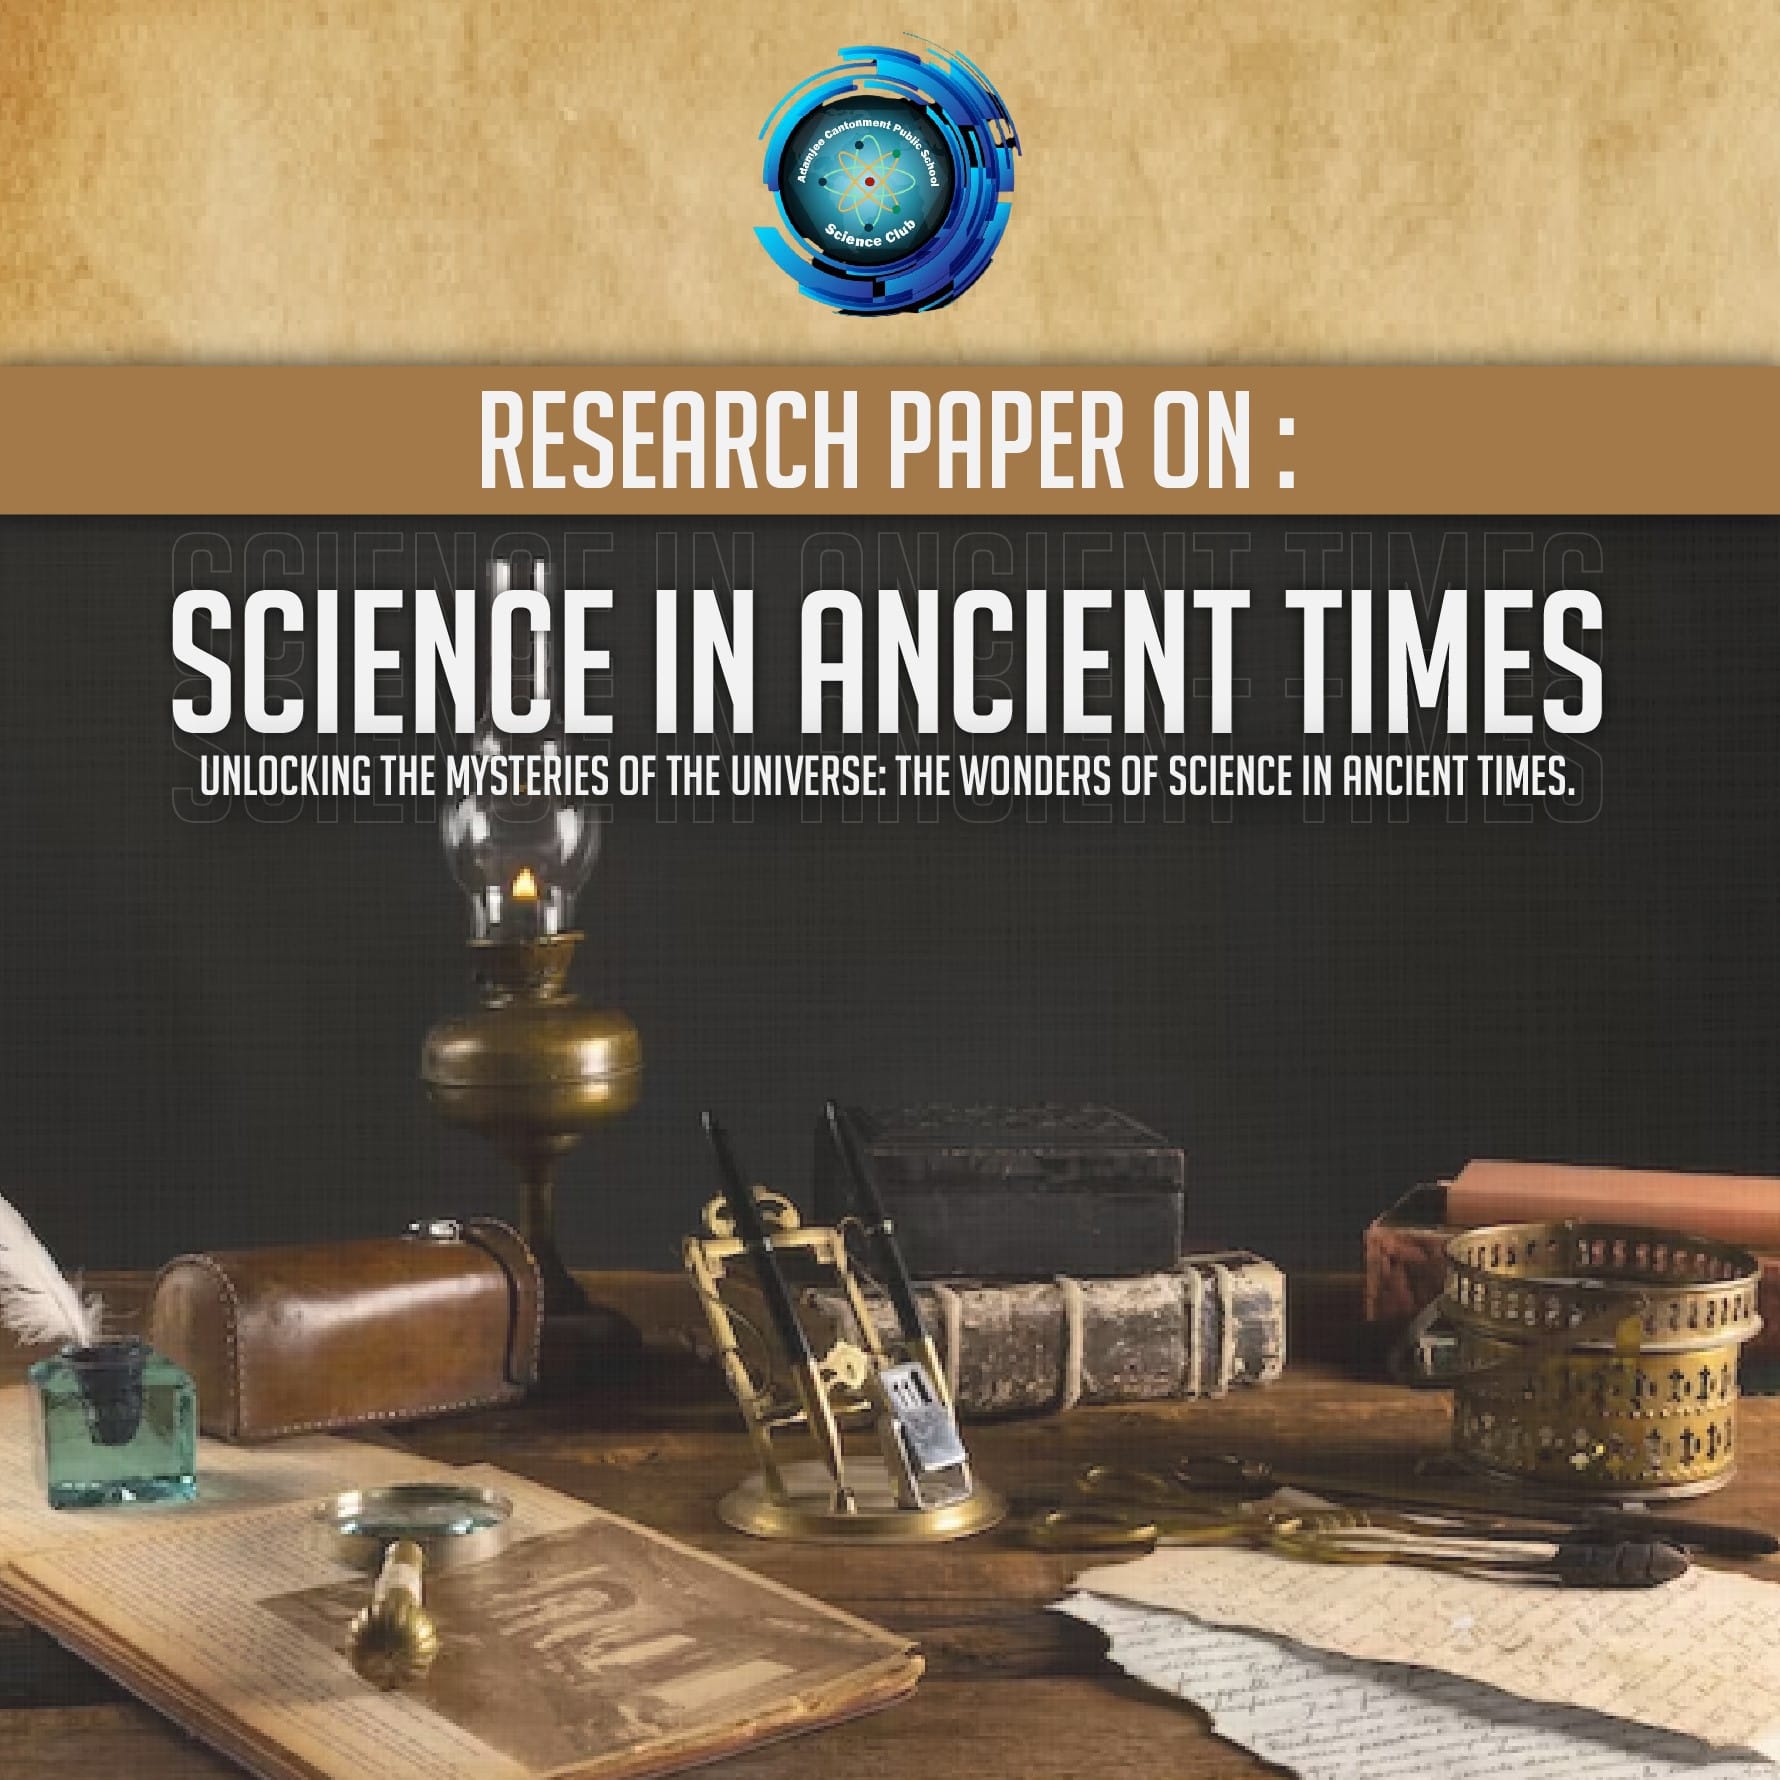 Adamjee Cantonment Public School
Science Club
RESEARCH PAPER ON :
SCIENCE IN ANCIENT TIMES
UNLOCKING THE MYSTERIES OF THE UNIVERSE: THE WONDERS OF SCIENCE IN ANCIENT TIMES.